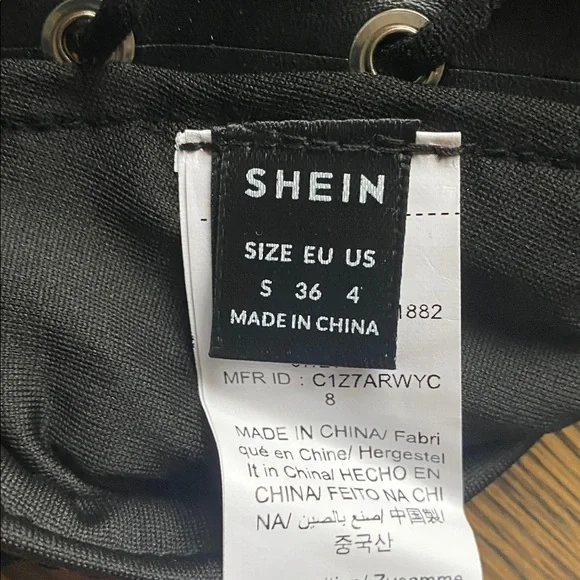 SHEIN
SIZE EU US
S 36 4
MADE IN CHINA
1882
MFR ID : C1Z7ARWYC
8
MADE IN CHINA/ Fabri
qué en Chine/ Hergestel
lt in China/ HECHO EN
CHINA/ FEITO NA CHI
NA/ صنع بالصين/ 中国製/
중국산